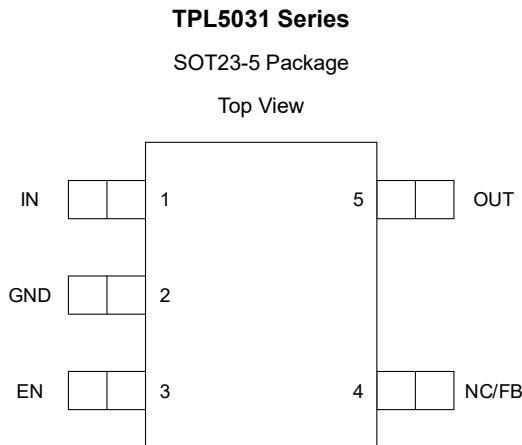 TPL5031 Series
SOT23-5 Package
Top View
IN 1 5 OUT
GND 2
EN 3 4 NC/FB